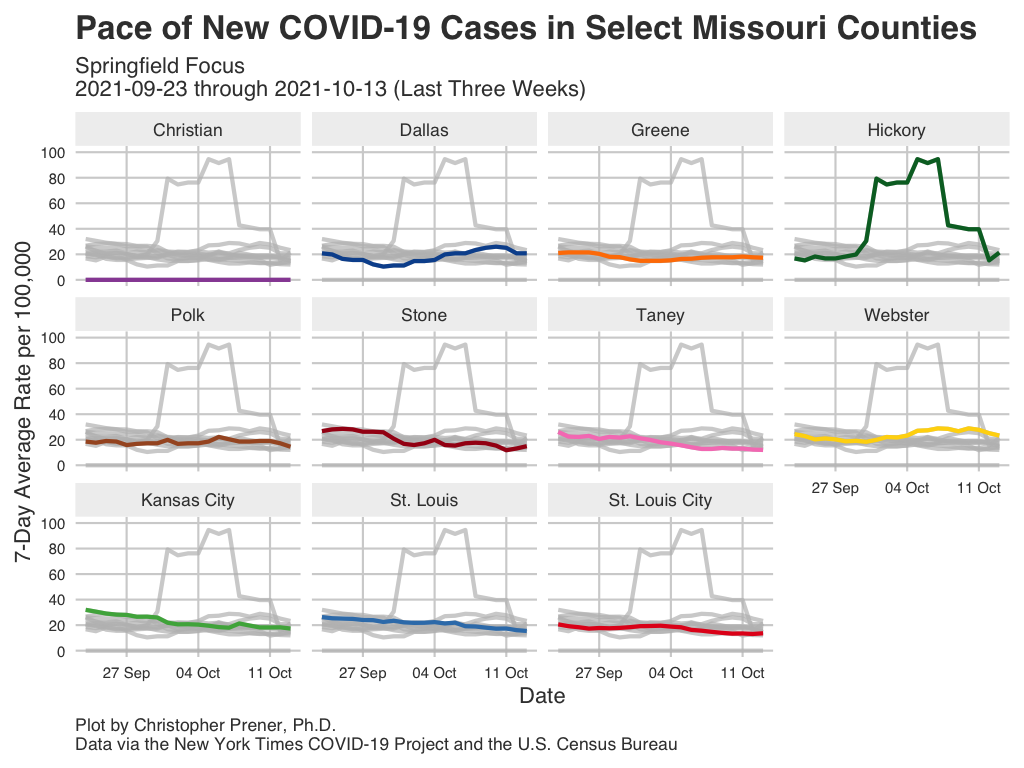 Pace of New COVID-19 Cases in Select Missouri Counties
Springfield Focus
2021-09-23 through 2021-10-13 (Last Three Weeks)
7-Day Average Rate per 100,000
Christian
Dallas
Greene
Hickory
100
80
60
40
20
0
Polk
Stone
Taney
Webster
100
80
60
40
20
0
27 Sep
04 Oct
11 Oct
Kansas City
St. Louis
St. Louis City
100
80
60
40
20
0
27 Sep
04 Oct
11 Oct
27 Sep
04 Oct
11 Oct
27 Sep
04 Oct
11 Oct
Date
Plot by Christopher Prener, Ph.D.
Data via the New York Times COVID-19 Project and the U.S. Census Bureau